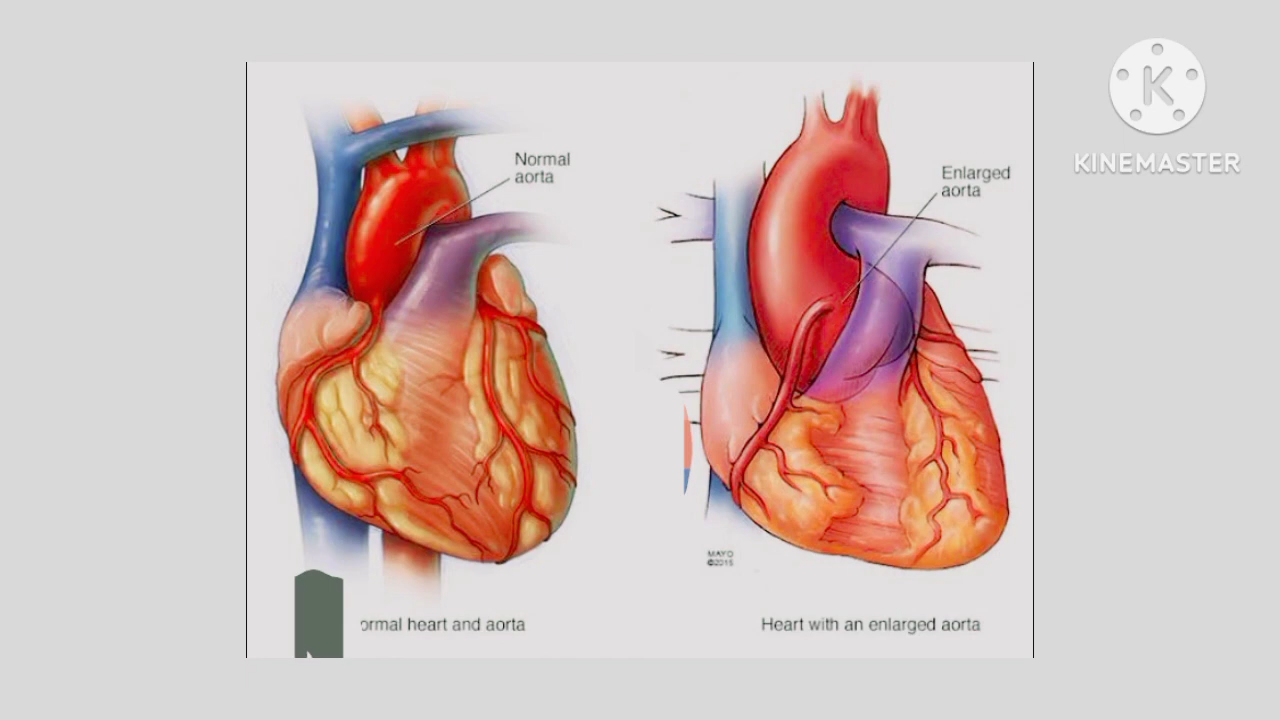 KINEMASTER
Normal
aorta
Enlarged
aorta
MAYO
©2015
ormal heart and aorta
Heart with an enlarged aorta